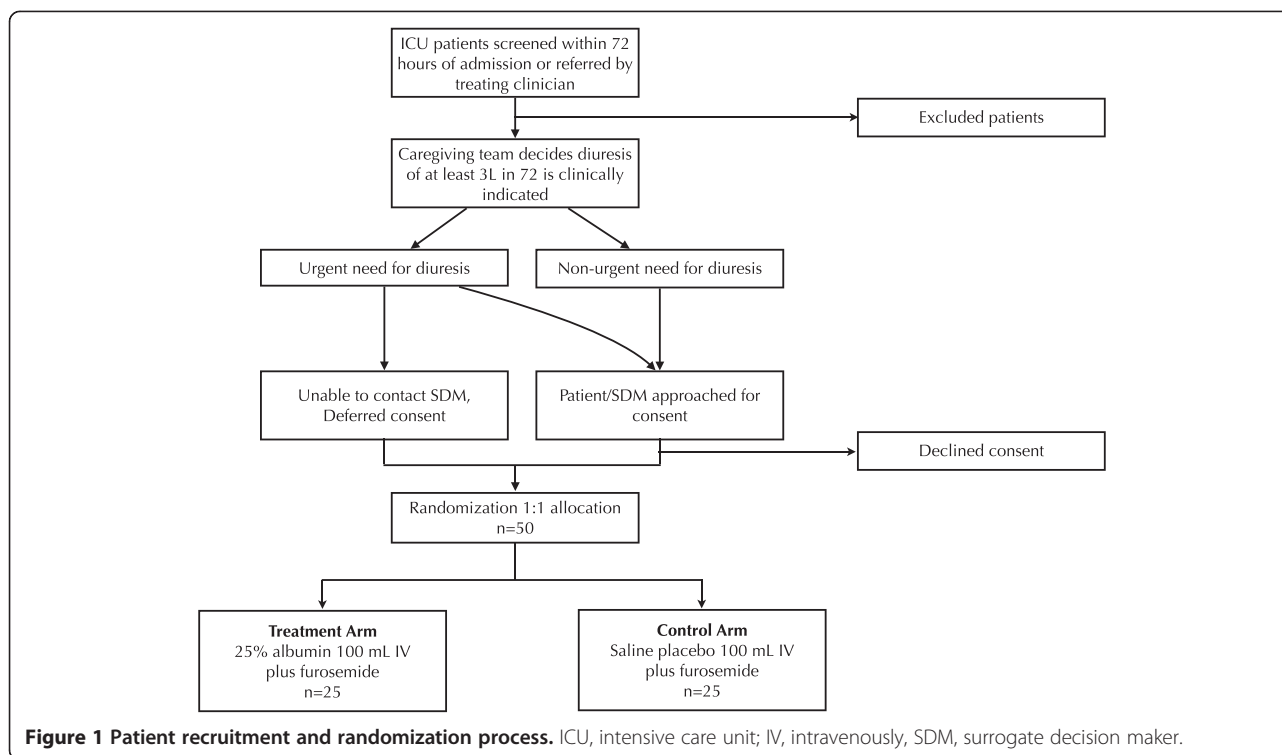 ICU patients screened within 72
hours of admission or referred by
treating clinician
Excluded patients
Caregiving team decides diuresis
of at least 3L in 72 is clinically
indicated
Urgent need for diuresis
Non-urgent need for diuresis
Unable to contact SDM,
Deferred consent
Patient/SDM approached for
consent
Declined consent
Randomization 1:1 allocation
n=50
Treatment Arm
25% albumin 100 mL IV
plus furosemide
n=25
Control Arm
Saline placebo 100 mL IV
plus furosemide
n=25
Figure 1 Patient recruitment and randomization process. ICU, intensive care unit; IV, intravenously, SDM, surrogate decision maker.